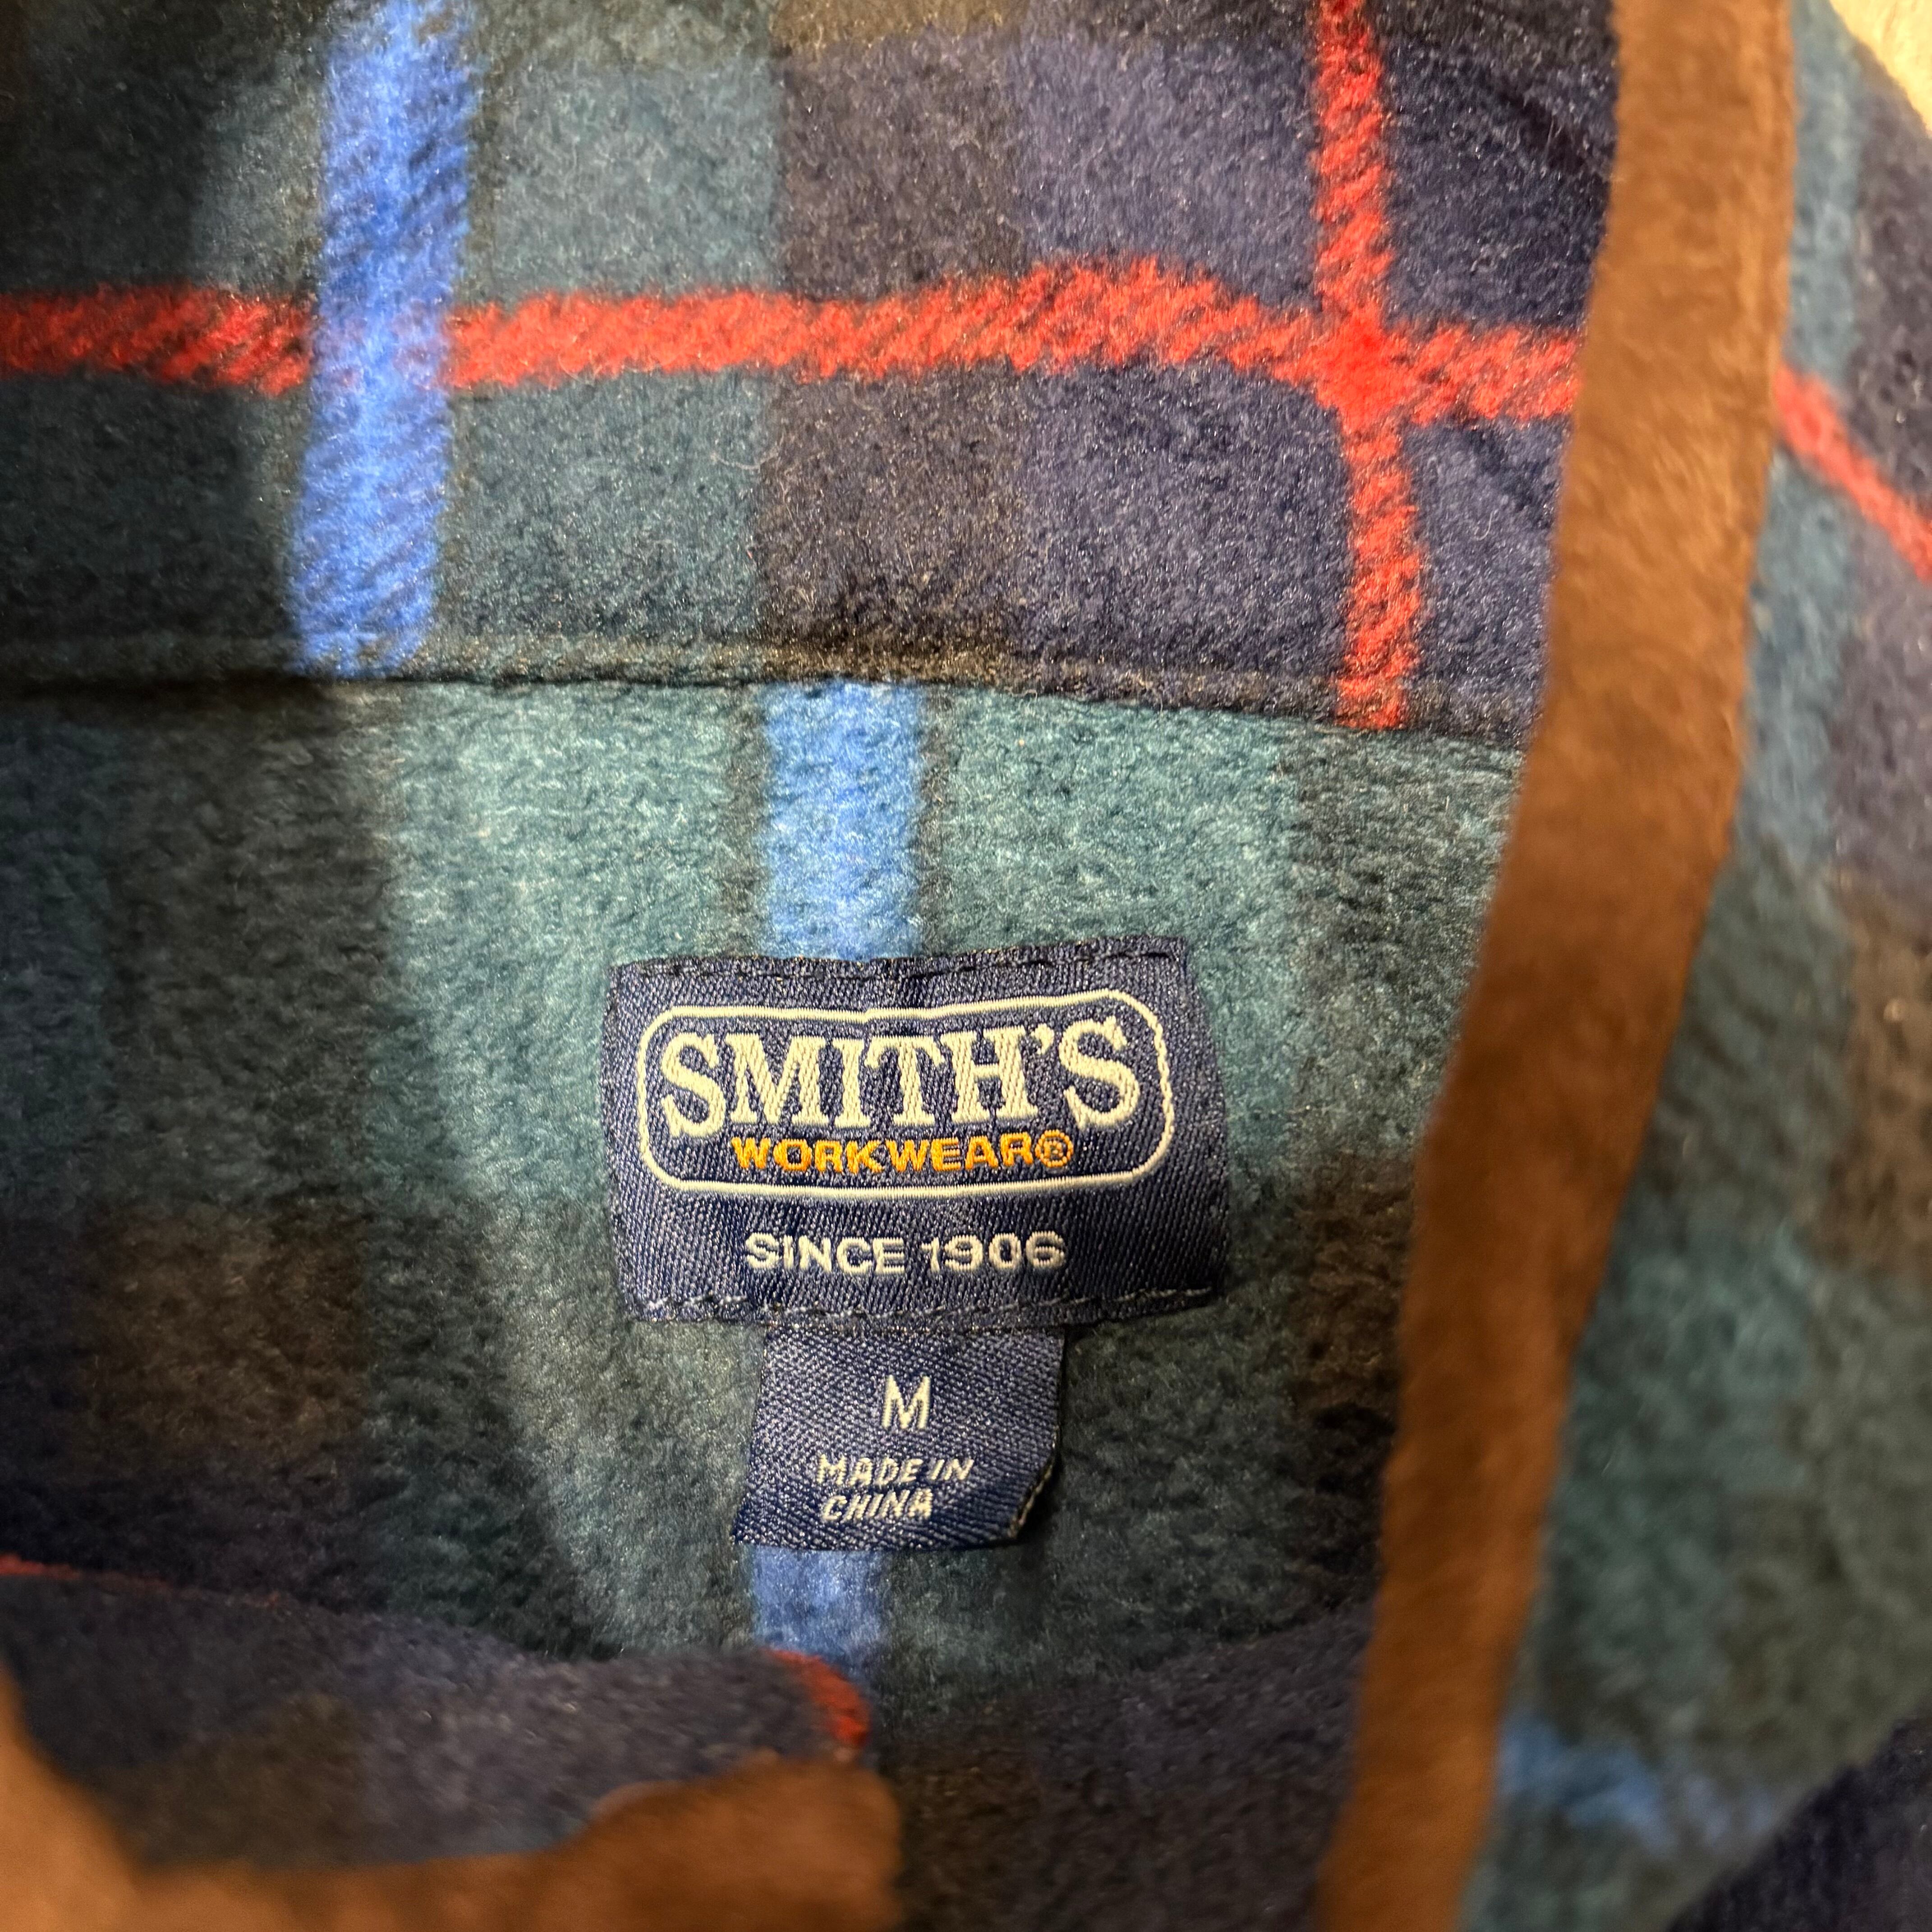 SMITH'S
WORKWEAR®
SINCE 1906
M
MADE IN
CHINA